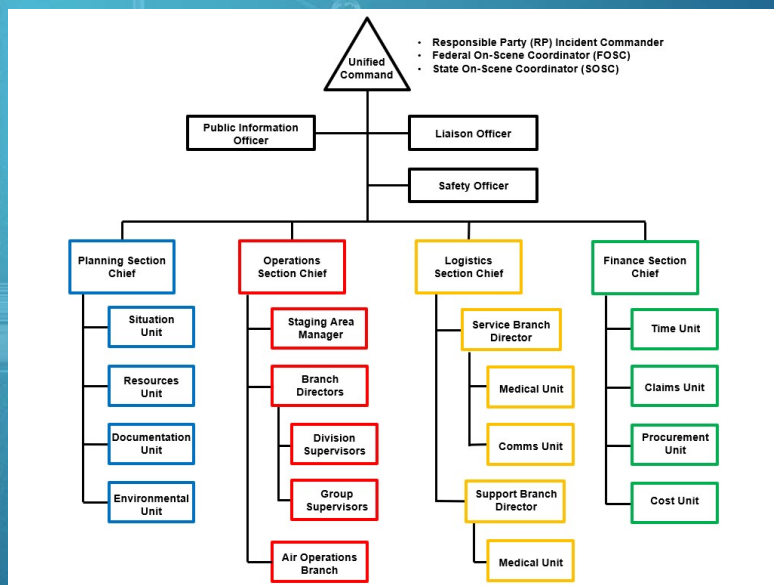 Unified
Command
• Responsible Party (RP) Incident Commander
• Federal On-Scene Coordinator (FOSC)
• State On-Scene Coordinator (SOSC)
Public Information
Officer
Liaison Officer
Safety Officer
Planning Section
Chief
Operations
Section Chief
Logistics
Section Chief
Finance Section
Chief
Situation
Unit
Resources
Unit
Documentation
Unit
Environmental
Unit
Staging Area
Manager
Branch
Directors
Division
Supervisors
Group
Supervisors
Air Operations
Branch
Service Branch
Director
Medical Unit
Comms Unit
Support Branch
Director
Medical Unit
Time Unit
Claims Unit
Procurement
Unit
Cost Unit